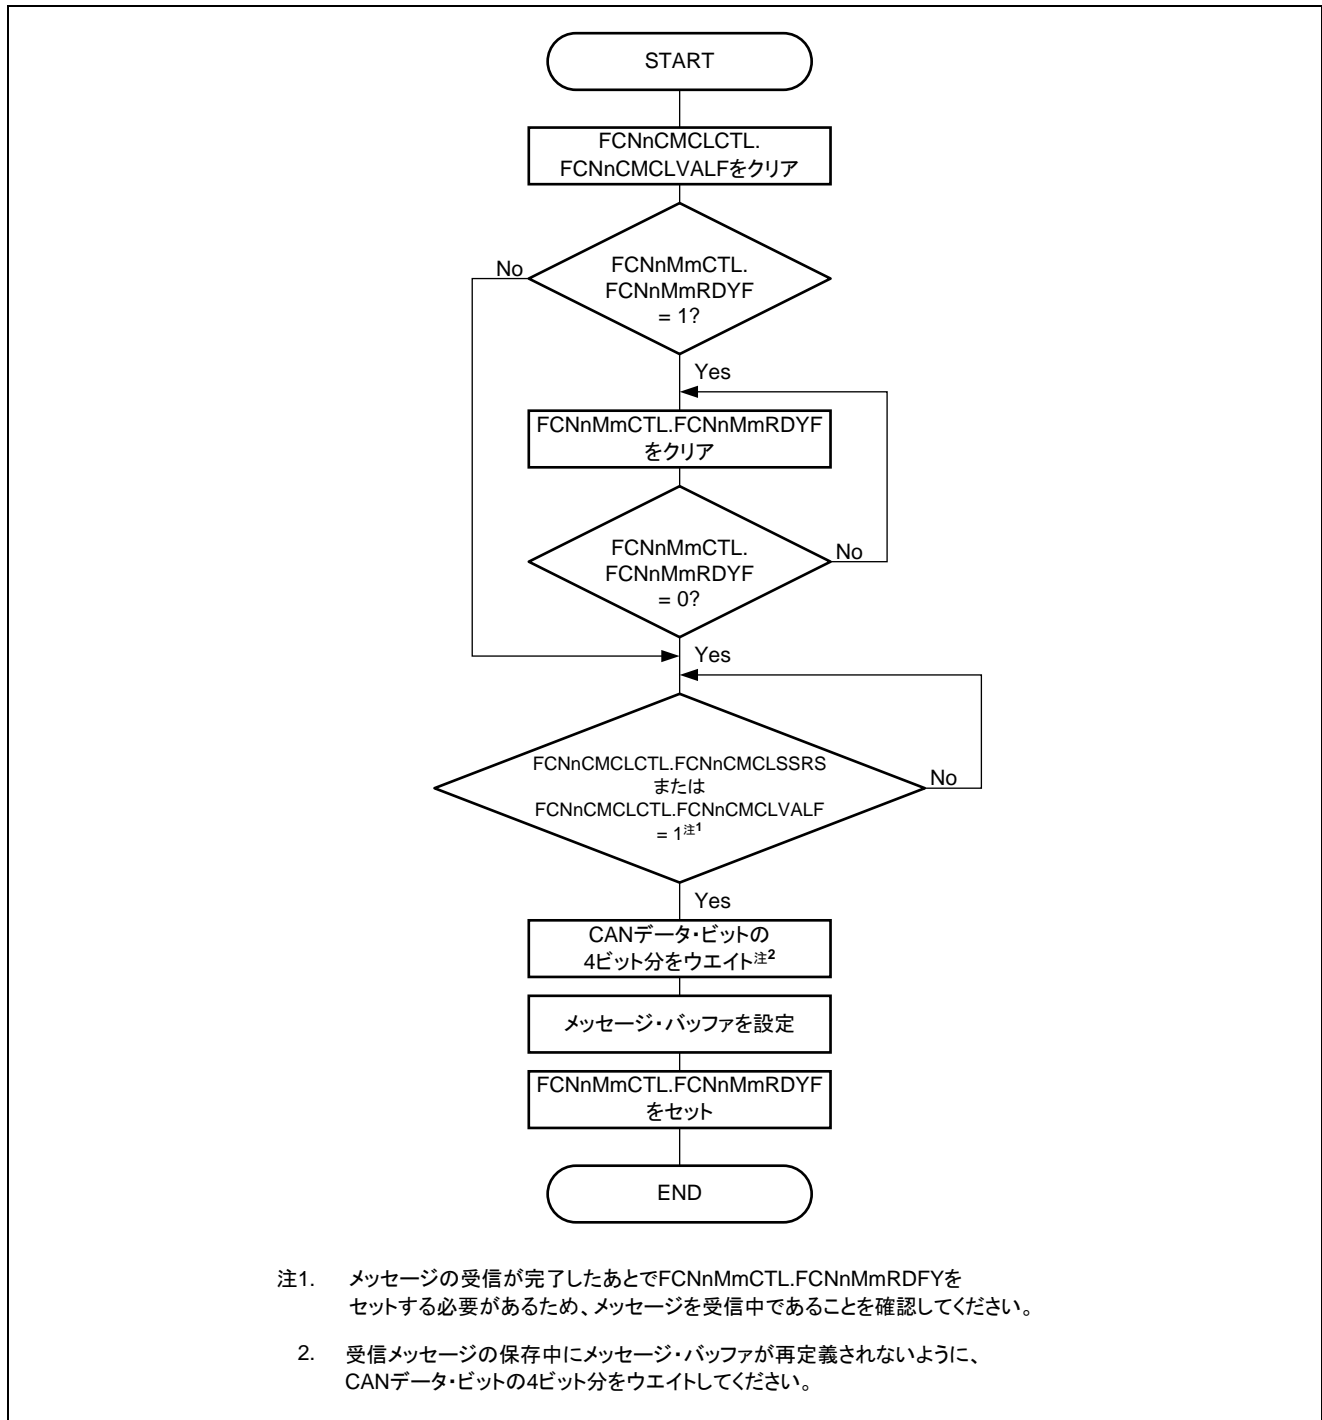 START
FCNnCMCLCTL.
FCNnCMCLVALFをクリア
No
FCNnMmCTL.
FCNnMmRDYF
= 1?
Yes
FCNnMmCTL.FCNnMmRDYF
をクリア
FCNnMmCTL.
FCNnMmRDYF
= 0?
No
Yes
FCNnCMCLCTL.FCNnCMCLSSRS
または
FCNnCMCLCTL.FCNnCMCLVALF
= 1注1
No
Yes
CANデータ・ビットの
4ビット分をウエイト注2
メッセージ・バッファを設定
FCNnMmCTL.FCNnMmRDYF
をセット
END
注1. メッセージの受信が完了したあとでFCNnMmCTL.FCNnMmRDFYを
セットする必要があるため、メッセージを受信中であることを確認してください。
2. 受信メッセージの保存中にメッセージ・バッファが再定義されないように、
CANデータ・ビットの4ビット分をウエイトしてください。